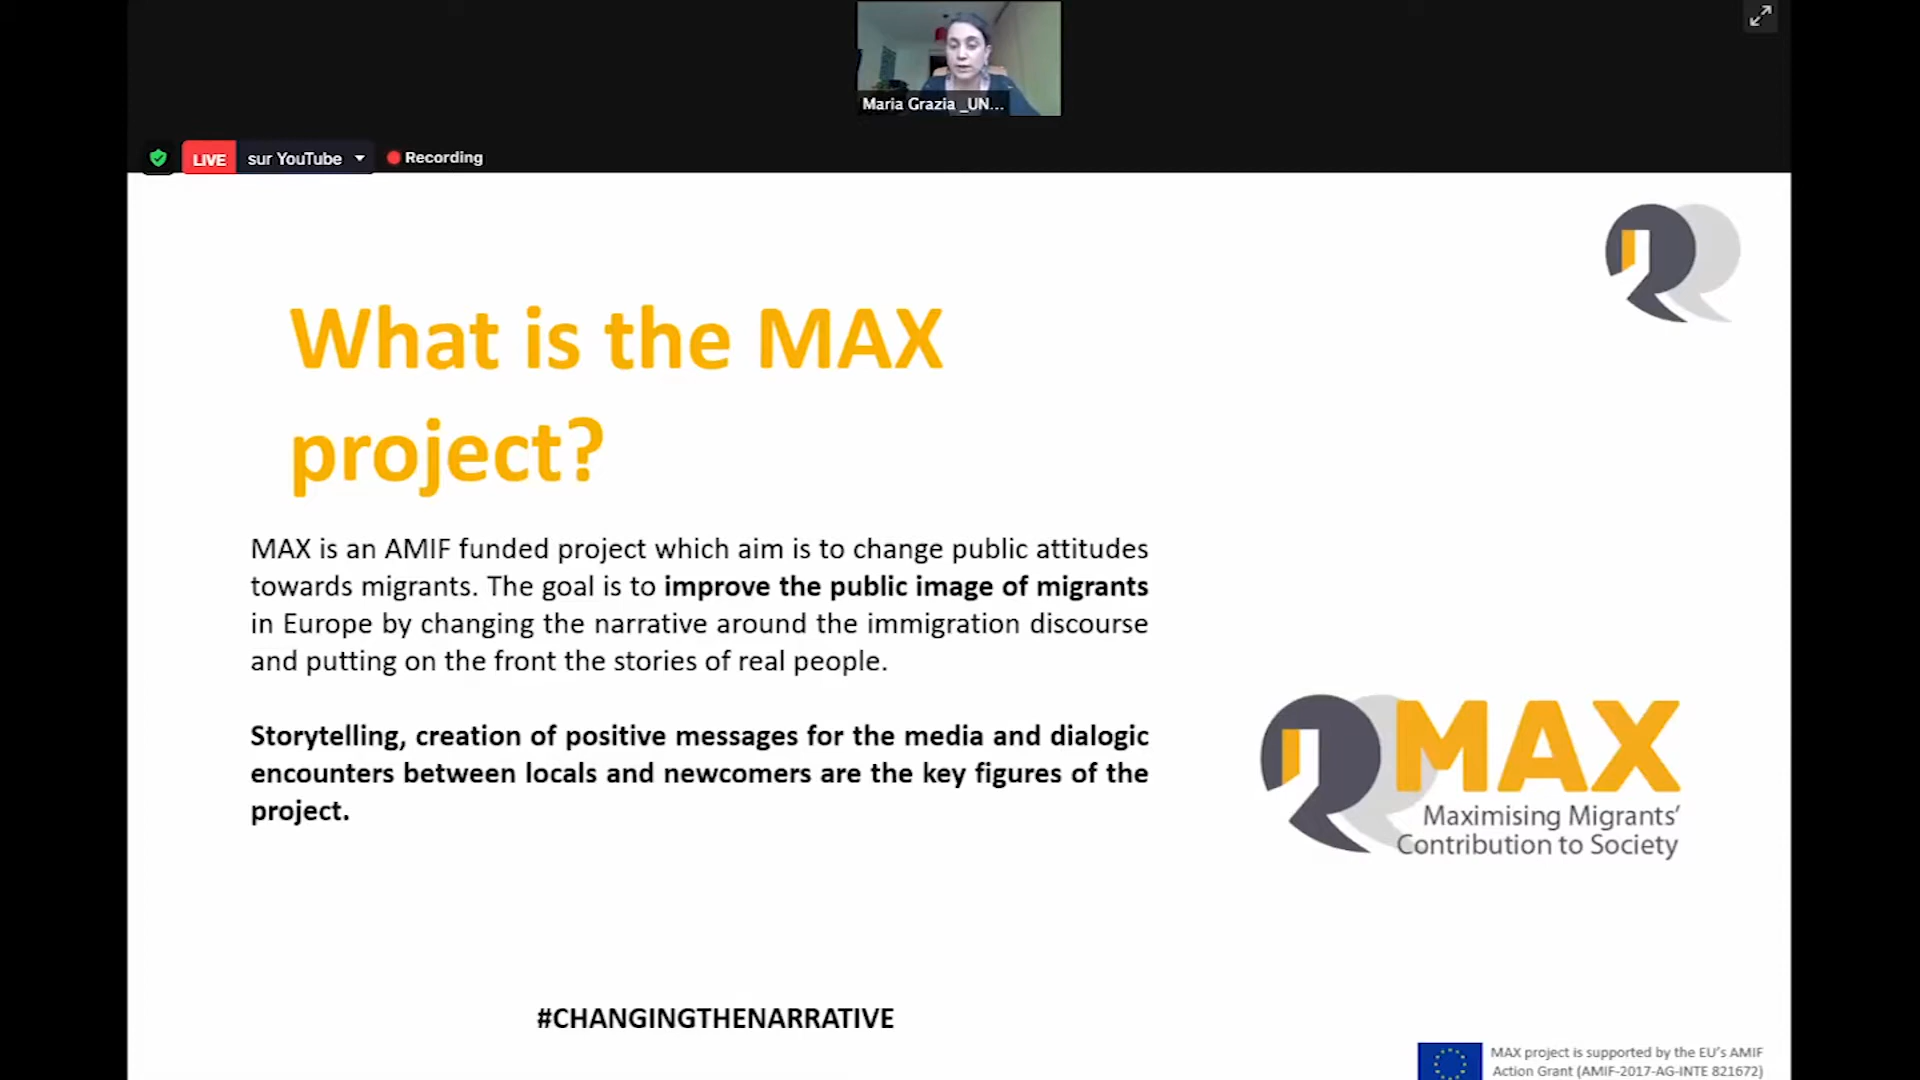 Maria Grazia _UN...
LIVE sur YouTube Recording
What is the MAX
project?
MAX is an AMIF funded project which aim is to change public attitudes
towards migrants. The goal is to improve the public image of migrants
in Europe by changing the narrative around the immigration discourse
and putting on the front the stories of real people.
Storytelling, creation of positive messages for the media and dialogic
encounters between locals and newcomers are the key figures of the
project.
MAX
Maximising Migrants'
Contribution to Society
#CHANGINGTHENARRATIVE
MAX project is supported by the EU's AMIF
Action Grant (AMIF-2017-AG-INTE 821672)